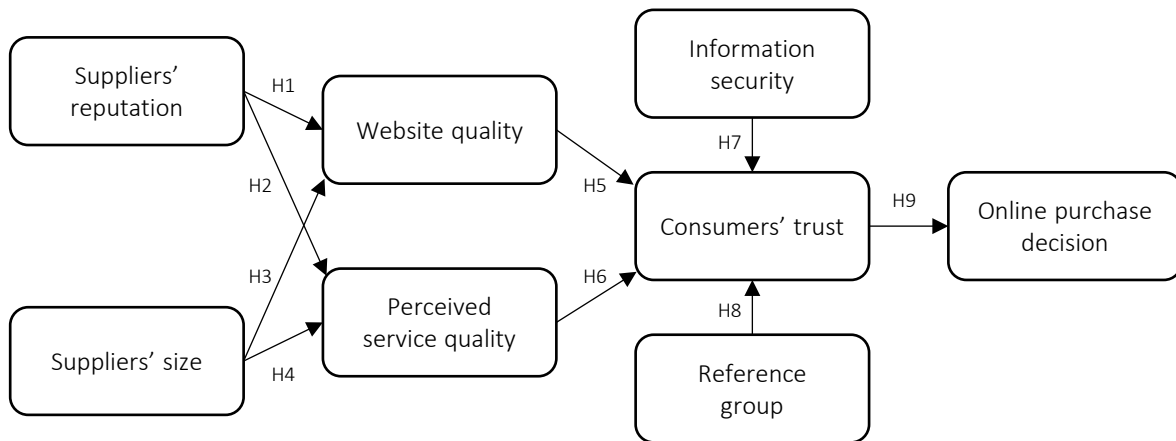 Suppliers’
reputation
H1
Website quality
H2
H3
Suppliers’ size
H4
Perceived
service quality
H5
H6
Information
security
H7
Consumers’ trust
H8
Reference
group
H9
Online purchase
decision